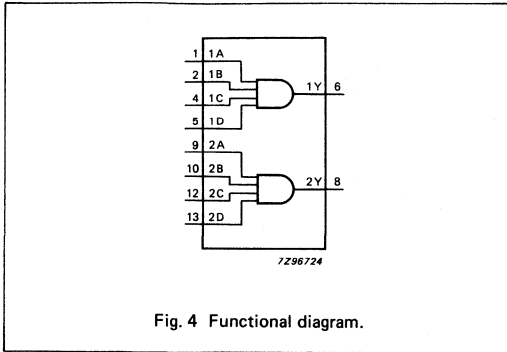 1 1A
2 1B
4 1C
5 1D
1Y 6
9 2A
10 2B
12 2C
13 2D
2Y 8
7Z96724
Fig. 4 Functional diagram.